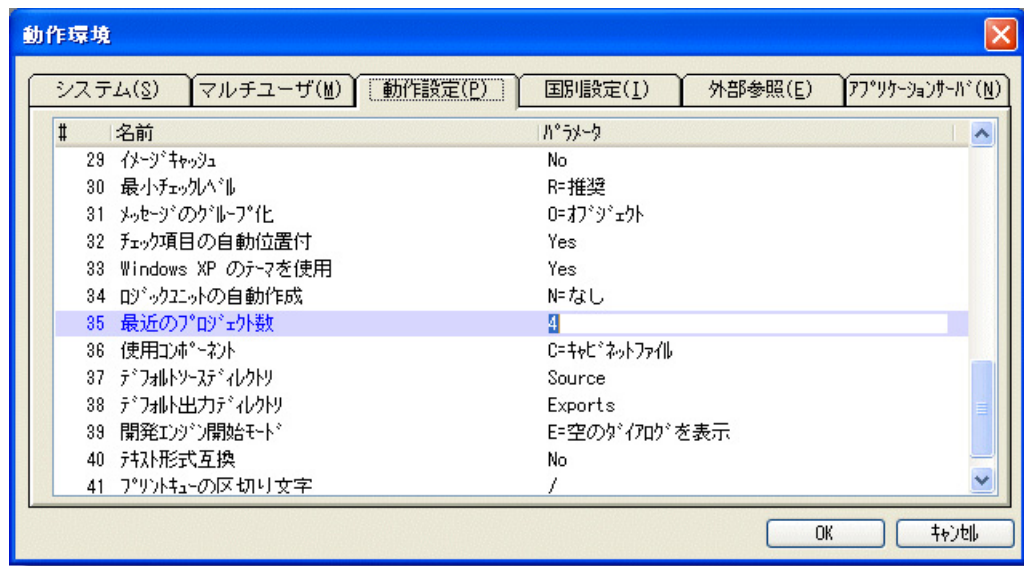 動作環境
システム(S) マルチユーザ(M) 動作設定(P) 国別設定(I) 外部参照(E) ｱﾌﾟﾘｹｰｼｮﾝｻｰﾊﾞ(N)
# 名前 ﾊﾟﾗﾒｰﾀ
29 ｲﾒｰｼﾞｷｬｯｼｭ No
30 最小ﾁｪｯｸﾚﾍﾞﾙ R=推奨
31 ﾒｯｾｰｼﾞのｸﾞﾙｰﾌﾟ化 O=ｵﾌﾞｼﾞｪｸﾄ
32 ﾁｪｯｸ項目の自動位置付 Yes
33 Windows XP のﾃｰﾏを使用 Yes
34 ﾛｼﾞｯｸﾕﾆｯﾄの自動作成 N=なし
35 最近のﾌﾟﾛｼﾞｪｸﾄ数 4
36 使用ｺﾝﾎﾟｰﾈﾝﾄ C=ｷｬﾋﾞﾈｯﾄﾌｧｲﾙ
37 ﾃﾞﾌｫﾙﾄｿｰｽﾃﾞｨﾚｸﾄﾘ Source
38 ﾃﾞﾌｫﾙﾄ出力ﾃﾞｨﾚｸﾄﾘ Exports
39 開発ｴﾝｼﾞﾝ開始ﾓｰﾄﾞ E=空のﾀﾞｲｱﾛｸﾞを表示
40 ﾃｷｽﾄ形式互換 No
41 ﾌﾟﾘﾝﾄｷｭｰの区切り文字 /
OK ｷｬﾝｾﾙ